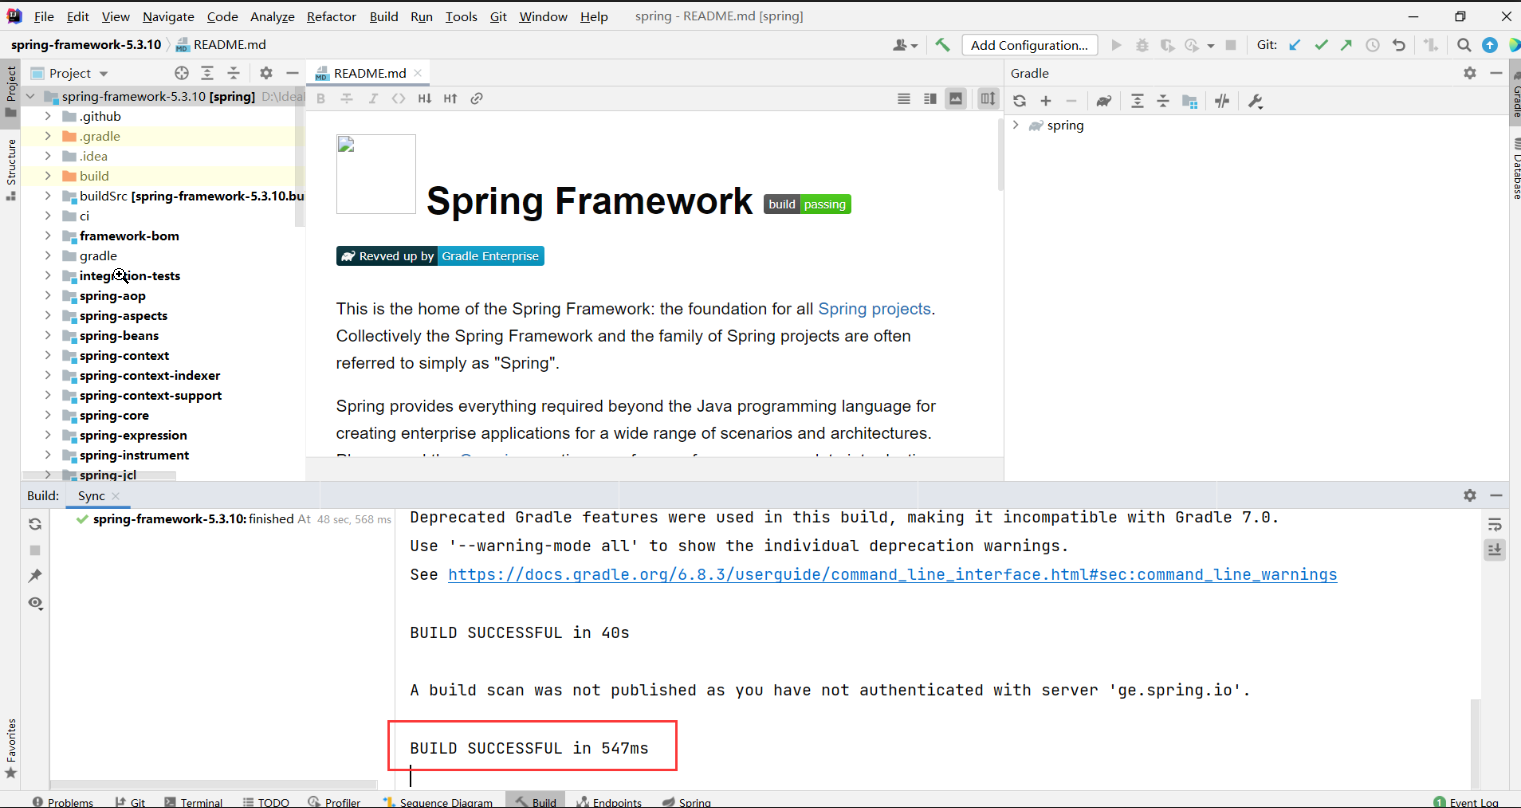 File Edit View Navigate Code Analyze Refactor Build Run Tools Git Window Help spring - README.md [spring]
spring-framework-5.3.10 README.md Add Configuration... Git:
Project
Project
README.md
Gradle
Gradle
spring-framework-5.3.10 [spring] D:\Idea
.github
.gradle
.idea
build
buildSrc [spring-framework-5.3.10.bu
ci
framework-bom
gradle
integration-tests
spring-aop
spring-aspects
spring-beans
spring-context
spring-context-indexer
spring-context-support
spring-core
spring-expression
spring-instrument
spring-jcl
Structure
Favorites
Database
spring
Spring Framework build passing
Revved up by Gradle Enterprise
This is the home of the Spring Framework: the foundation for all Spring projects.
Collectively the Spring Framework and the family of Spring projects are often
referred to simply as "Spring".
Spring provides everything required beyond the Java programming language for
creating enterprise applications for a wide range of scenarios and architectures.
Build: Sync
spring-framework-5.3.10: finished At 48 sec, 568 ms
Deprecated Gradle features were used in this build, making it incompatible with Gradle 7.0.
Use '--warning-mode all' to show the individual deprecation warnings.
See https://docs.gradle.org/6.8.3/userguide/command_line_interface.html#sec:command_line_warnings
BUILD SUCCESSFUL in 40s
A build scan was not published as you have not authenticated with server 'ge.spring.io'.
BUILD SUCCESSFUL in 547ms
Problems Git Terminal TODO Profiler Sequence Diagram Build Endpoints Spring 1 Event Log